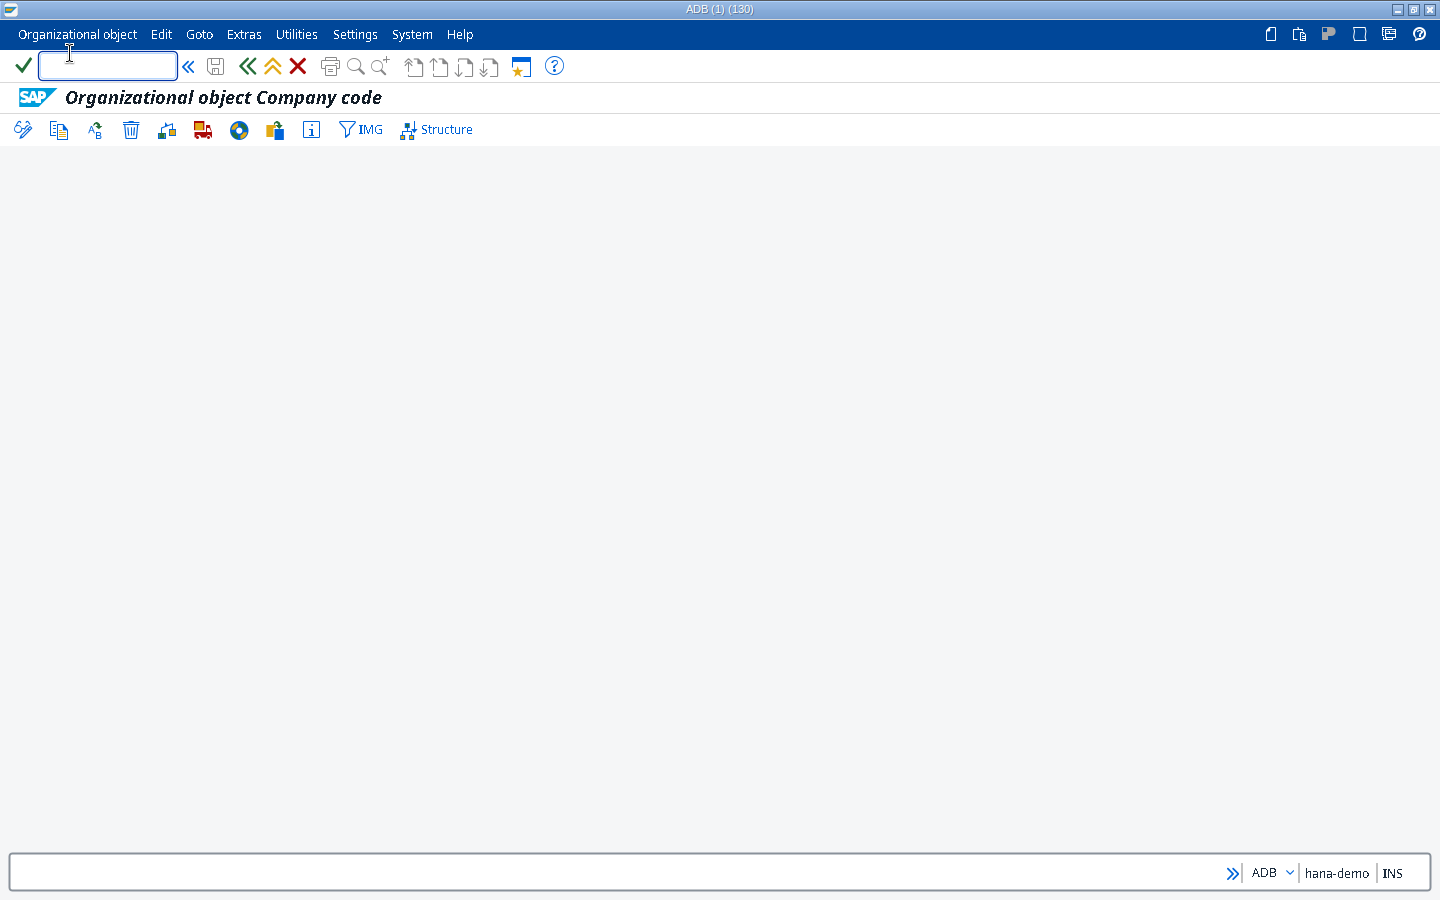 ADB (1) (130)
Organizational object Edit Goto Extras Utilities Settings System Help
SAP Organizational object Company code
IMG Structure
ADB hana-demo INS